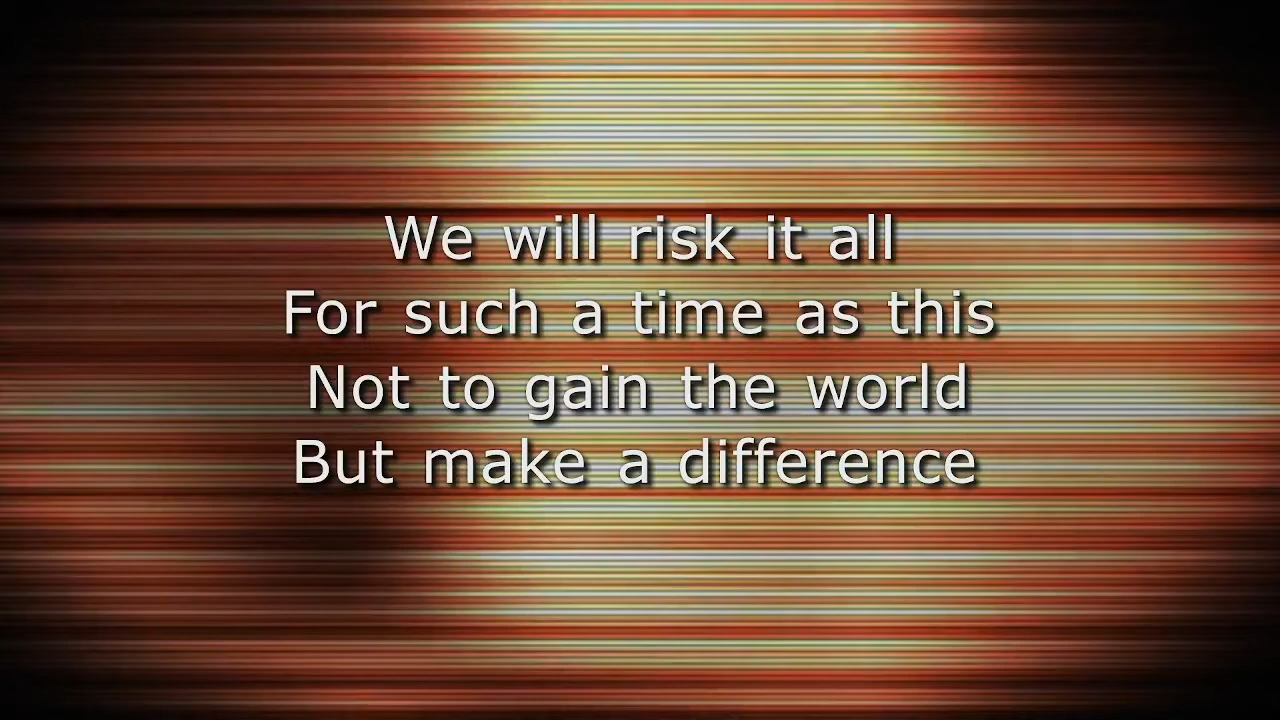 We will risk it all
For such a time as this
Not to gain the world
But make a difference